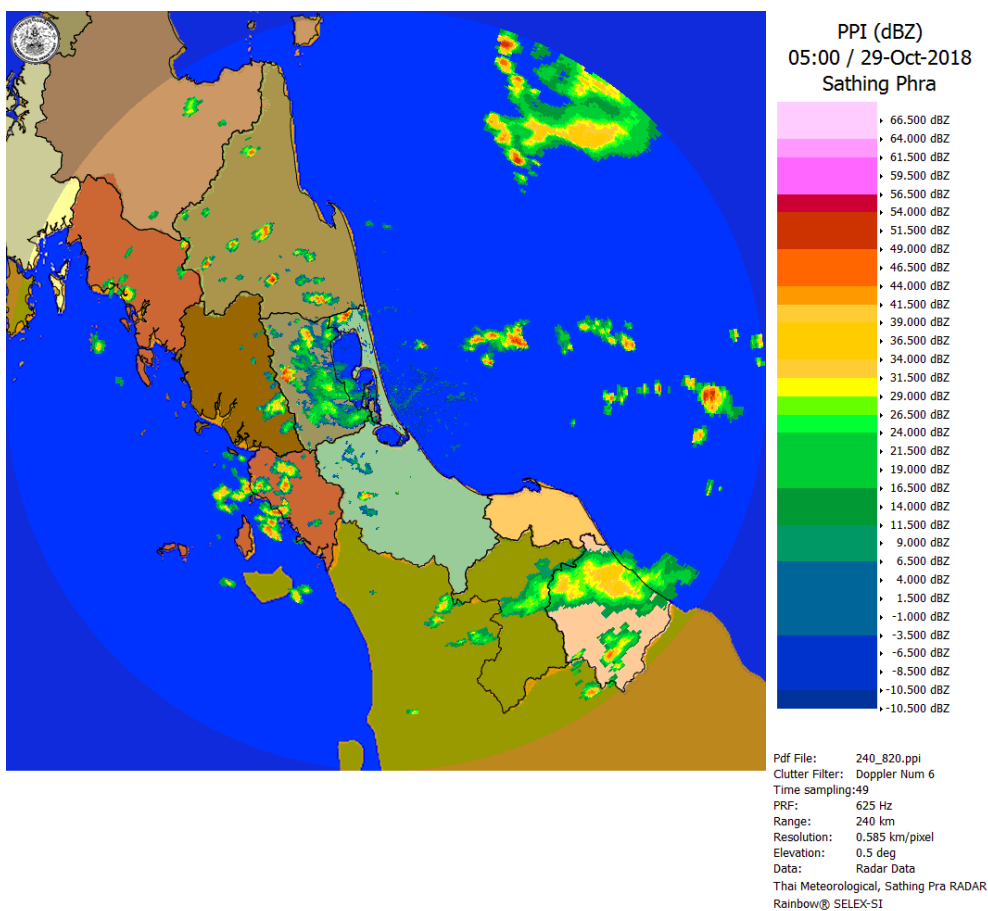 PPI (dBZ)
05:00 / 29-Oct-2018
Sathing Phra
66.500 dBZ
64.000 dBZ
61.500 dBZ
59.500 dBZ
56.500 dBZ
54.000 dBZ
51.500 dBZ
49.000 dBZ
46.500 dBZ
44.000 dBZ
41.500 dBZ
39.000 dBZ
36.500 dBZ
34.000 dBZ
31.500 dBZ
29.000 dBZ
26.500 dBZ
24.000 dBZ
21.500 dBZ
19.000 dBZ
16.500 dBZ
14.000 dBZ
11.500 dBZ
9.000 dBZ
6.500 dBZ
4.000 dBZ
1.500 dBZ
-1.000 dBZ
-3.500 dBZ
-6.500 dBZ
-8.500 dBZ
-10.500 dBZ
-10.500 dBZ
Pdf File: 240_820.ppi
Clutter Filter: Doppler Num 6
Time sampling:49
PRF: 625 Hz
Range: 240 km
Resolution: 0.585 km/pixel
Elevation: 0.5 deg
Data: Radar Data
Thai Meteorological, Sathing Pra RADAR
Rainbow® SELEX-SI